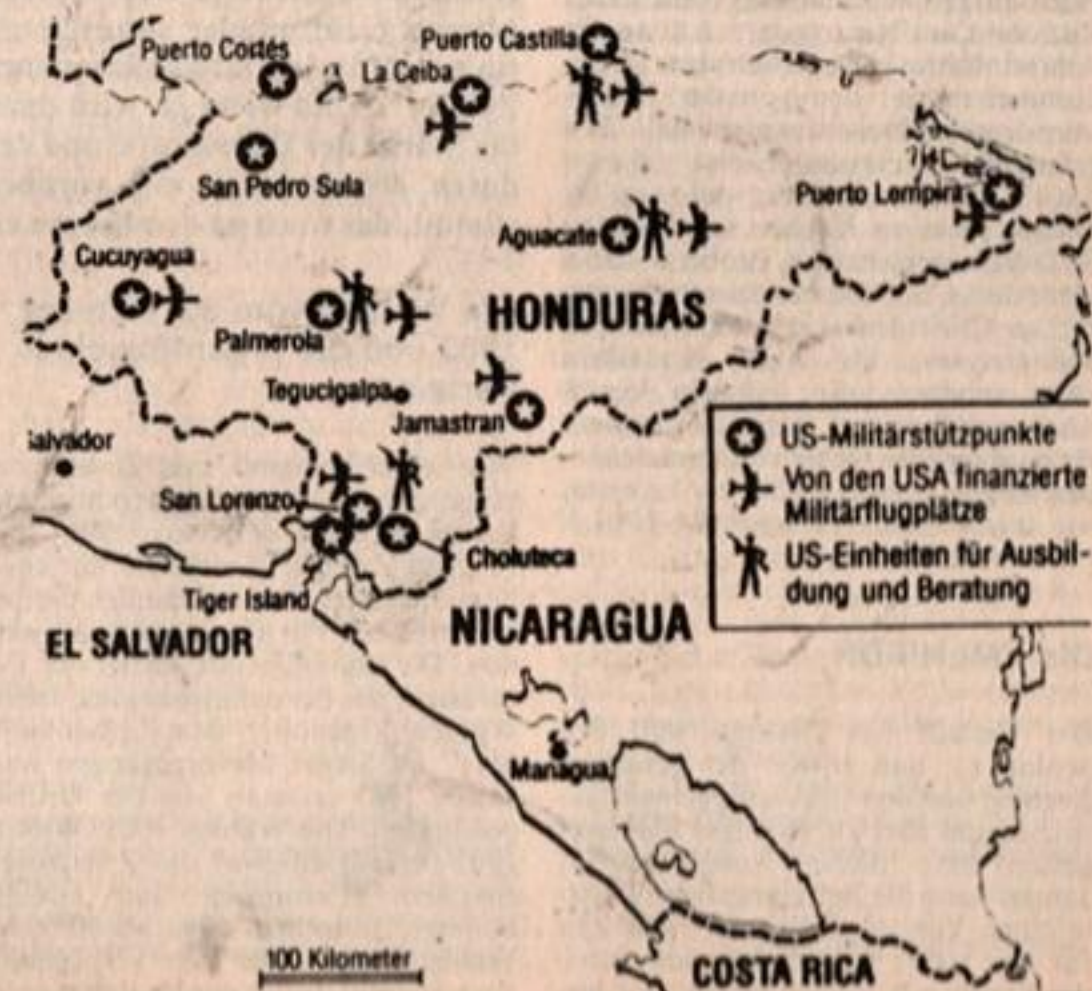 Puerto Cortés
Puerto Castilla
La Ceiba
San Pedro Sula
Puerto Lempira
Aguacate
Cucuyagua
HONDURAS
Palmerola
Tegucigalpa
Jamastran
US-Militärstützpunkte
Von den USA finanzierte
Militärflugplätze
US-Einheiten für Ausbil-
dung und Beratung
alvador
San Lorenzo
Choluteca
Tiger Island
EL SALVADOR
NICARAGUA
Managua
100 Kilometer
COSTA RICA